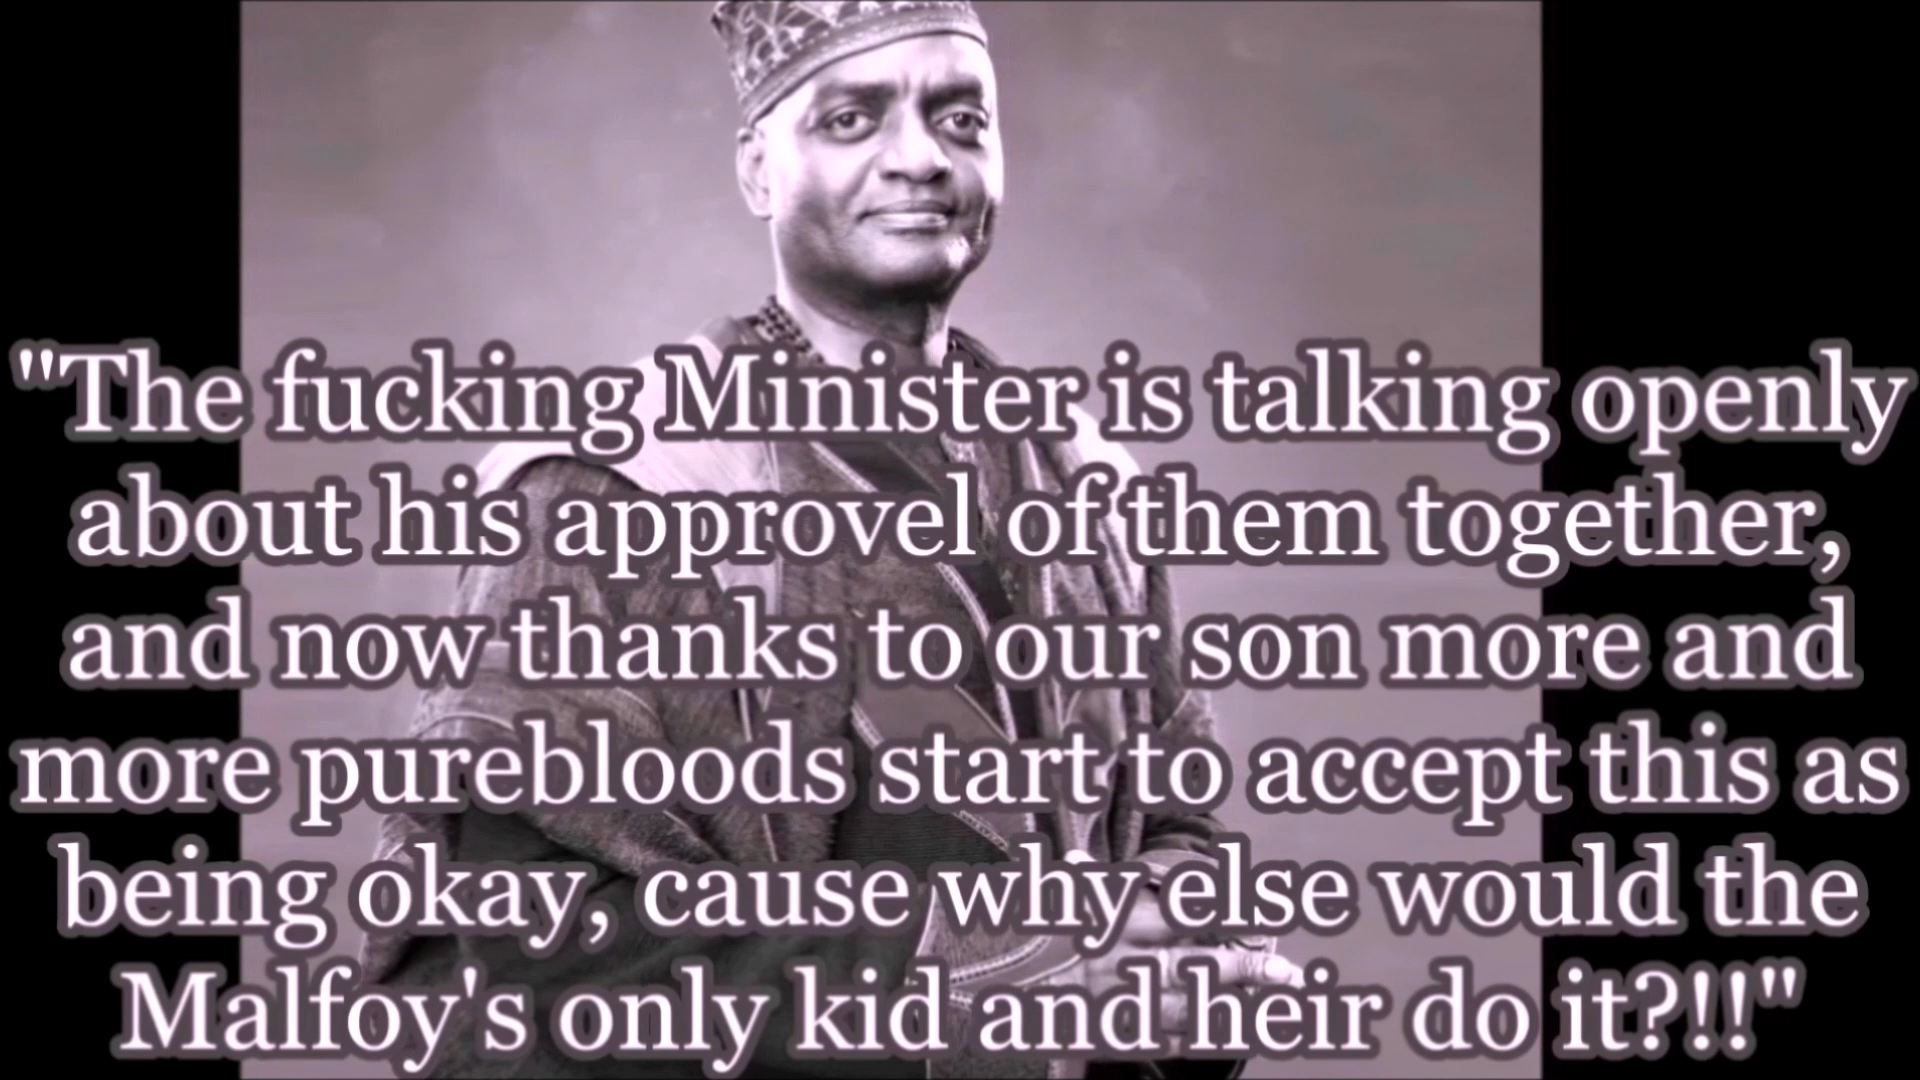 "The fucking Minister is talking openly
about his approvel of them together,
and now thanks to our son more and
more purebloods start to accept this as
being okay, cause why else would the
Malfoy's only kid and heir do it?!!"